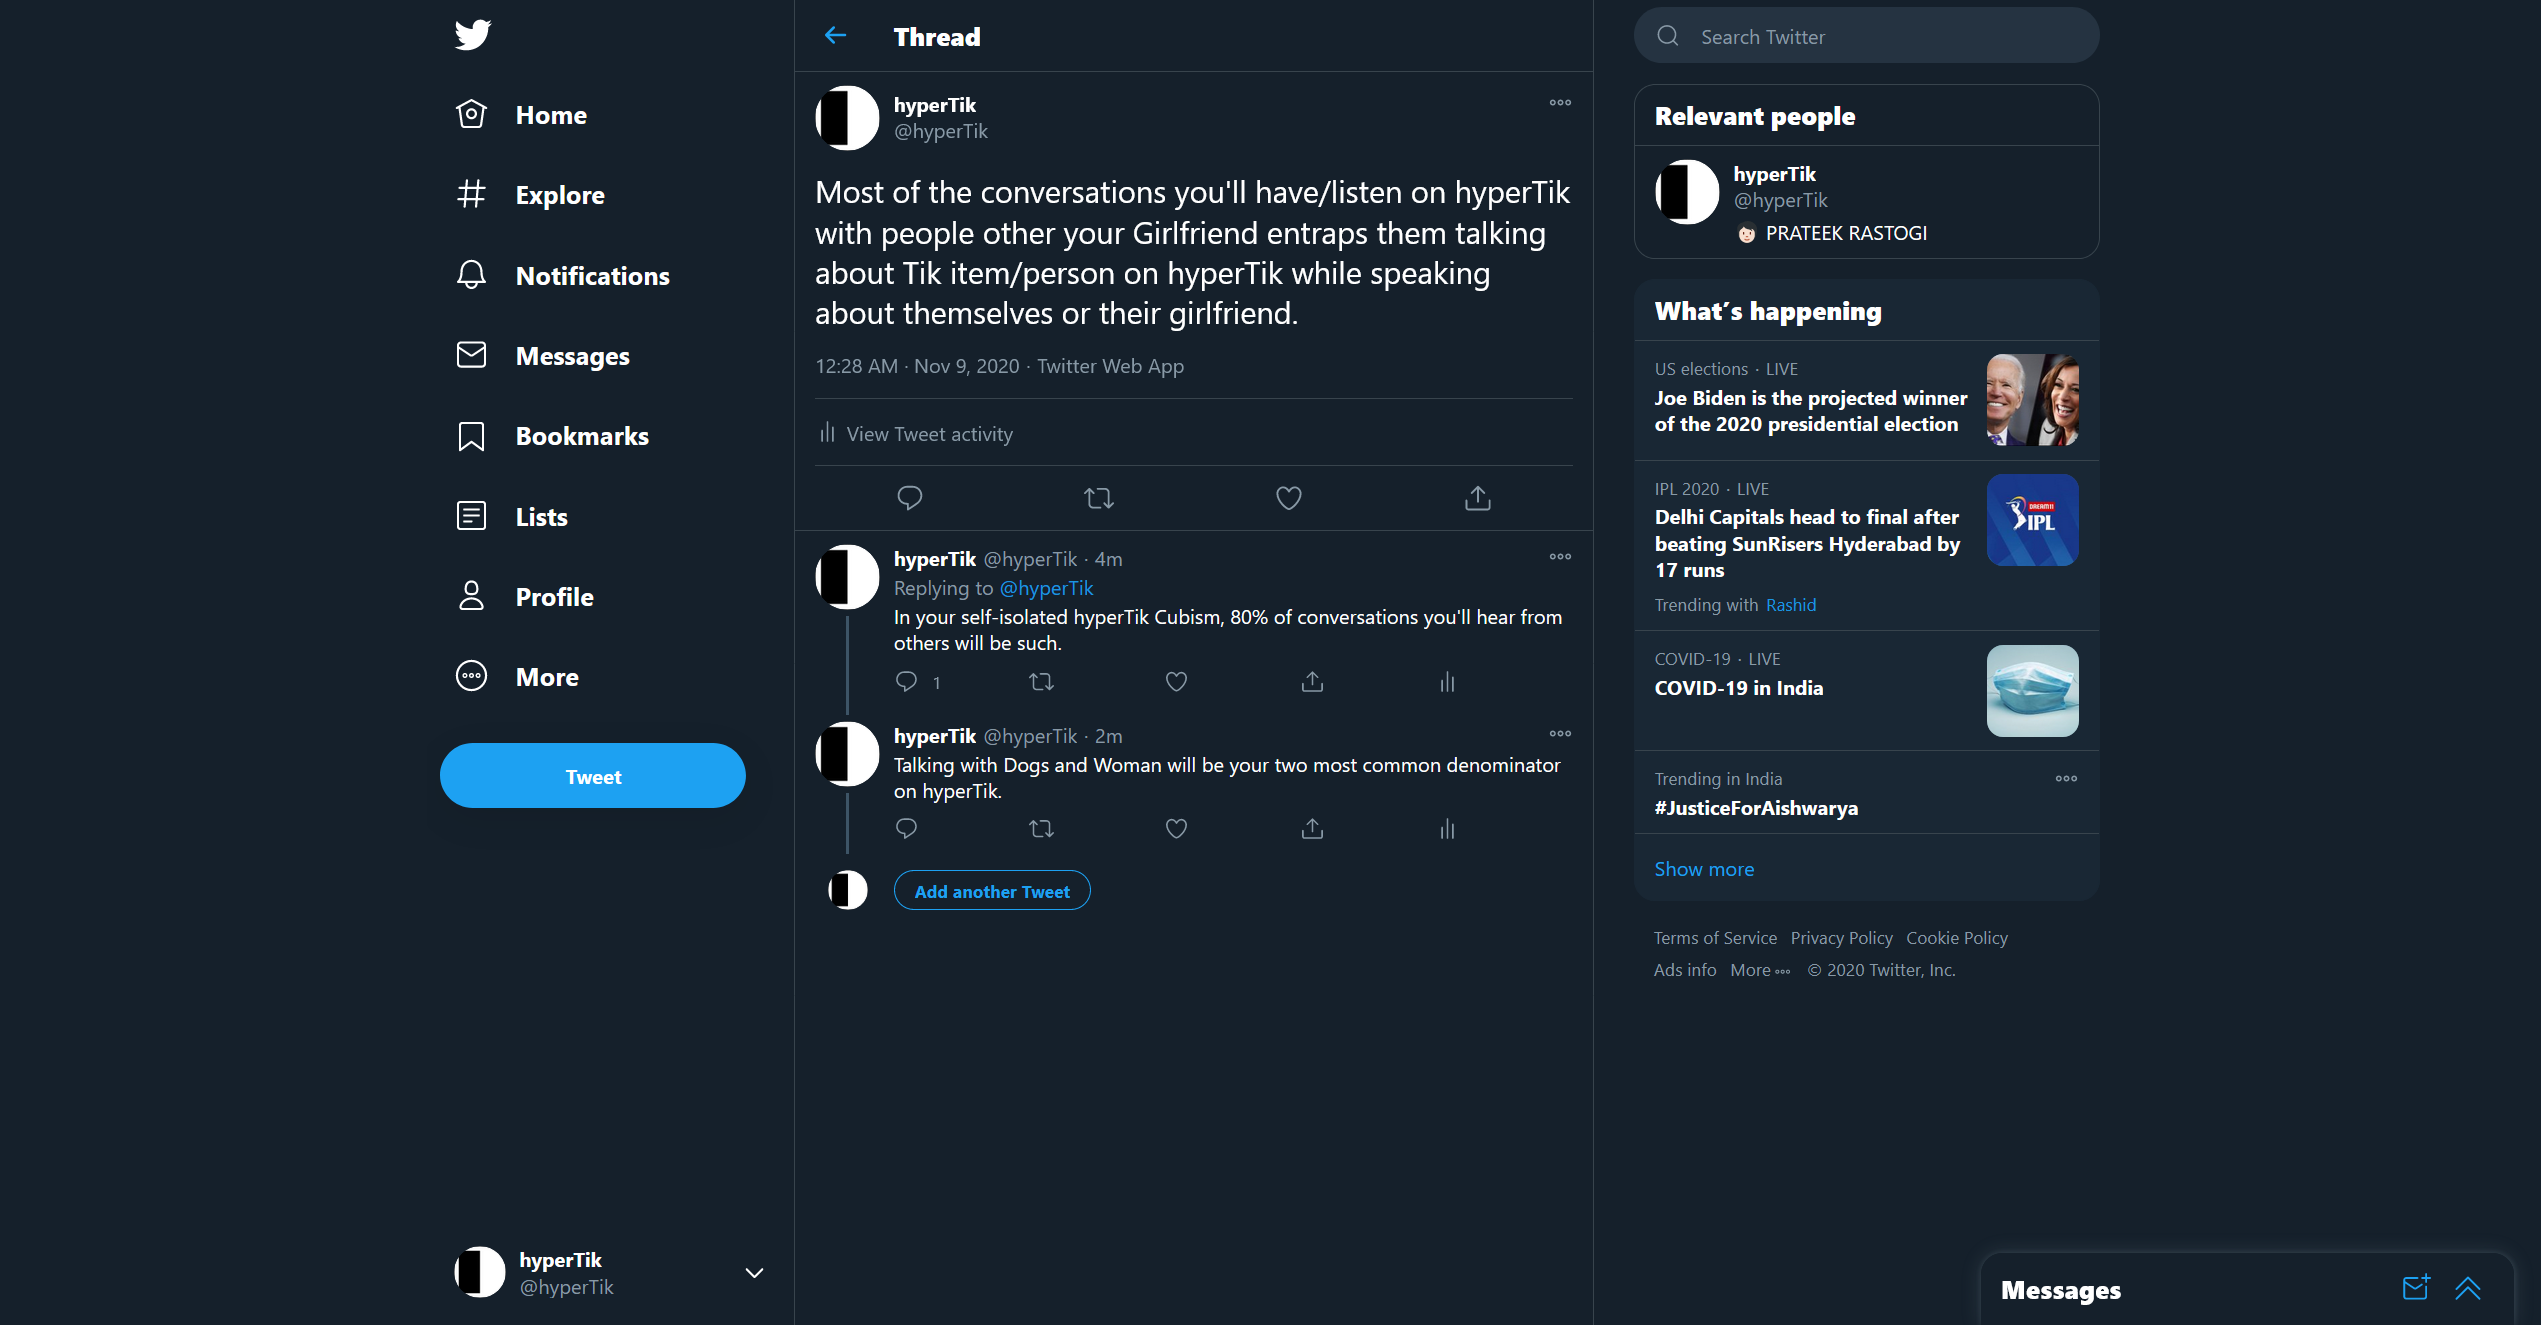 Home
Explore
Notifications
Messages
Bookmarks
Lists
Profile
More
Tweet
hyperTik
@hyperTik
Thread
hyperTik
@hyperTik
Most of the conversations you'll have/listen on hyperTik
with people other your Girlfriend entraps them talking
about Tik item/person on hyperTik while speaking
about themselves or their girlfriend.
12:28 AM · Nov 9, 2020 · Twitter Web App
View Tweet activity
hyperTik @hyperTik · 4m
Replying to @hyperTik
In your self-isolated hyperTik Cubism, 80% of conversations you'll hear from
others will be such.
1
hyperTik @hyperTik · 2m
Talking with Dogs and Woman will be your two most common denominator
on hyperTik.
Add another Tweet
Search Twitter
Relevant people
hyperTik
@hyperTik
PRATEEK RASTOGI
What's happening
US elections · LIVE
Joe Biden is the projected winner
of the 2020 presidential election
IPL 2020 · LIVE
Delhi Capitals head to final after
beating SunRisers Hyderabad by
17 runs
Trending with Rashid
DREAM11
IPL
COVID-19 · LIVE
COVID-19 in India
Trending in India
#JusticeForAishwarya
Show more
Terms of Service Privacy Policy Cookie Policy
Ads info More © 2020 Twitter, Inc.
Messages